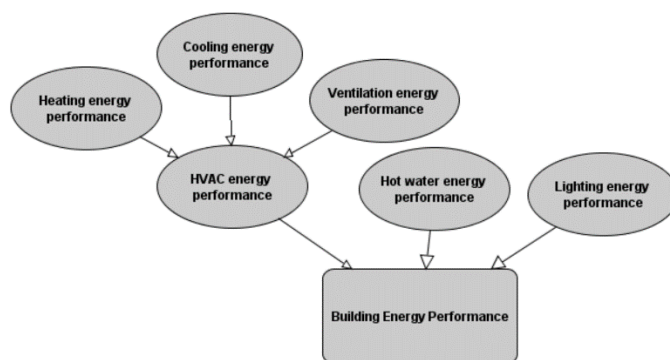 Cooling energy
performance
Heating energy
performance
Ventilation energy
performance
HVAC energy
performance
Hot water energy
performance
Lighting energy
performance
Building Energy Performance